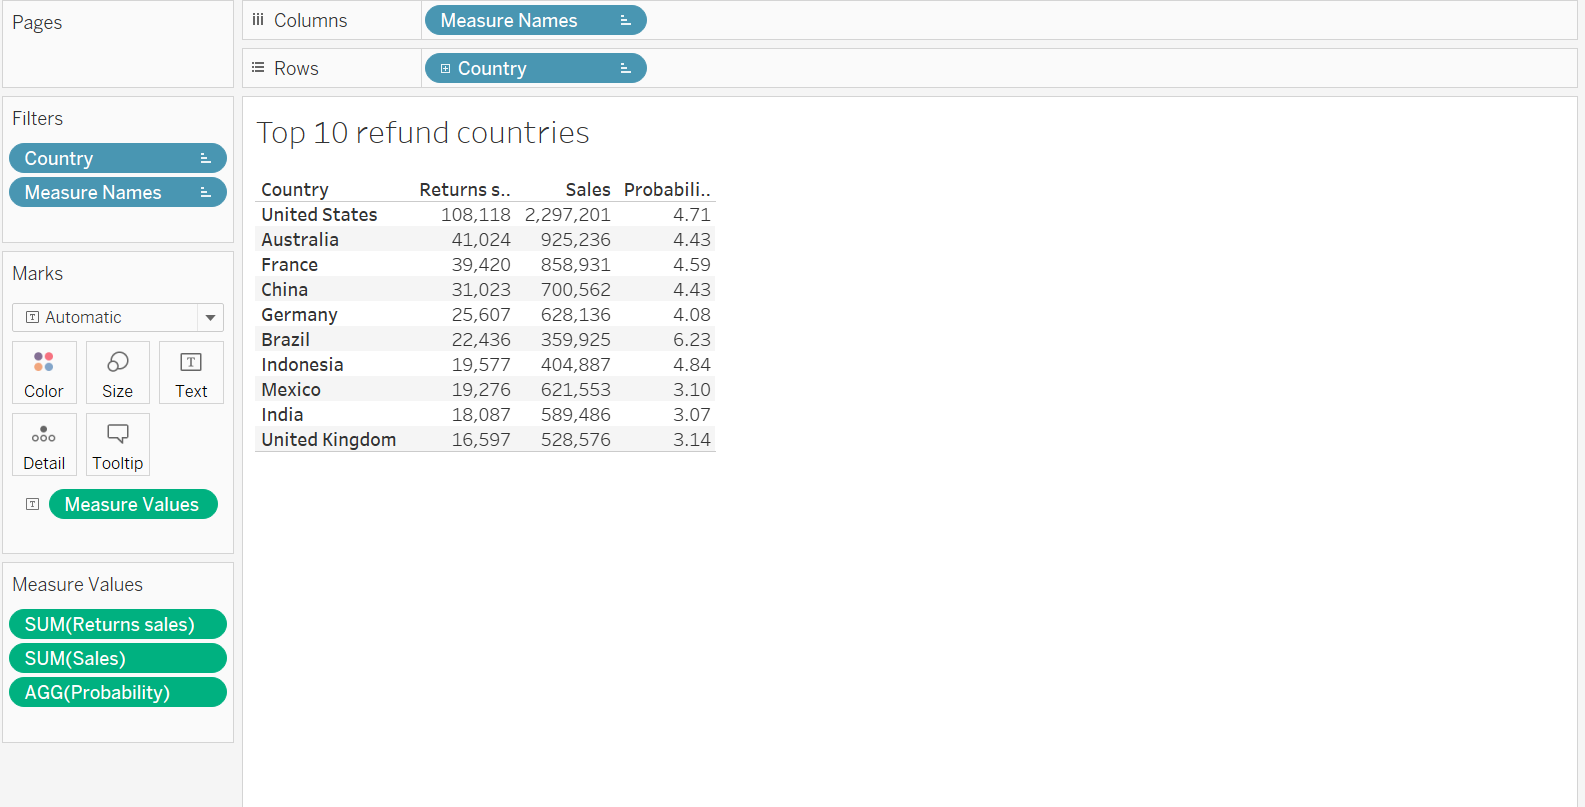 Pages
Columns
Measure Names
Rows
Country
Filters
Country
Measure Names
Marks
Automatic
Color
Size
Text
Detail
Tooltip
Measure Values
Measure Values
SUM(Returns sales)
SUM(Sales)
AGG(Probability)
Top 10 refund countries
Country Returns s.. Sales Probabili..
United States 108,118 2,297,201 4.71
Australia 41,024 925,236 4.43
France 39,420 858,931 4.59
China 31,023 700,562 4.43
Germany 25,607 628,136 4.08
Brazil 22,436 359,925 6.23
Indonesia 19,577 404,887 4.84
Mexico 19,276 621,553 3.10
India 18,087 589,486 3.07
United Kingdom 16,597 528,576 3.14